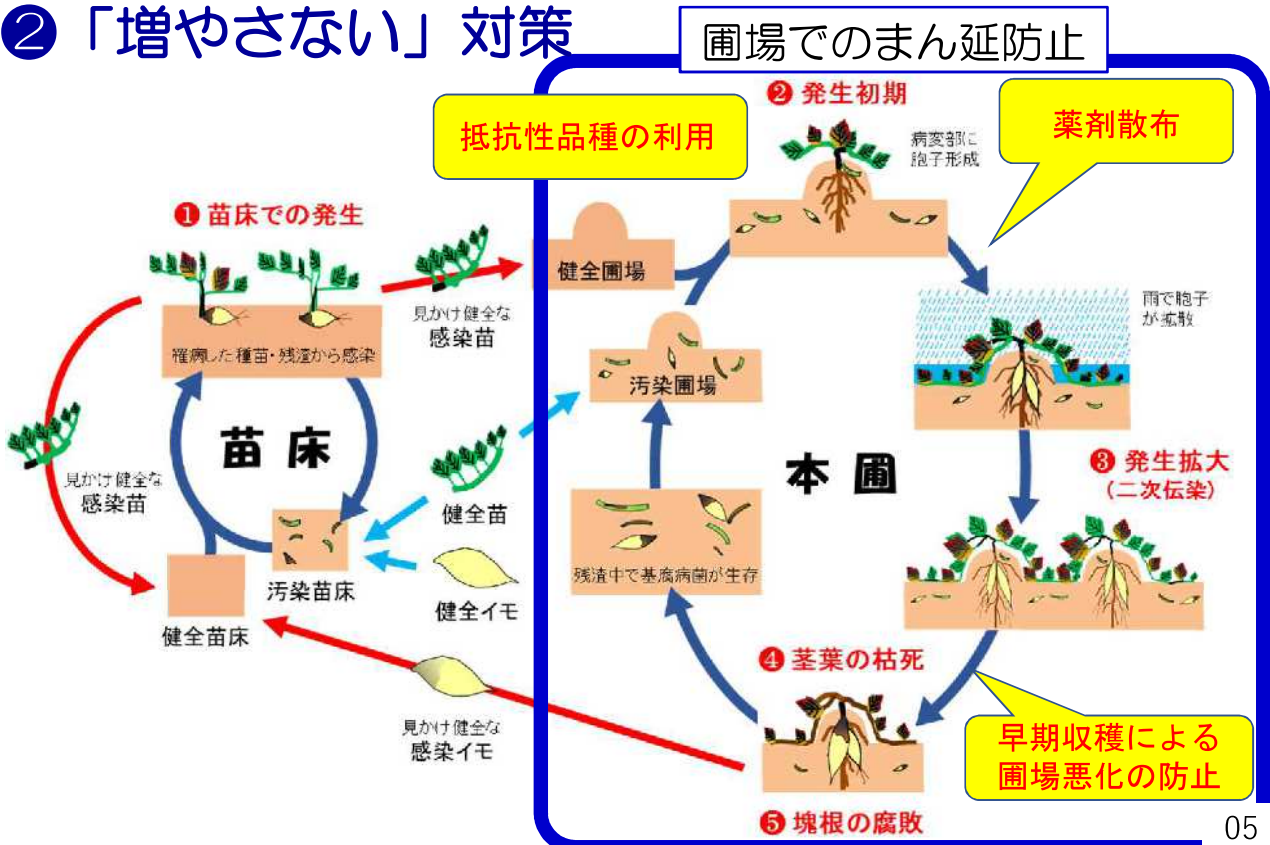 ❷「増やさない」対策
圃場でのまん延防止
抵抗性品種の利用
❷ 発生初期
薬剤散布
病変部に
胞子形成
❶ 苗床での発生
健全圃場
見かけ健全な
感染苗
罹病した種苗・残渣から感染
雨で胞子
が拡散
汚染圃場
苗床
本圃
❸ 発生拡大
(二次伝染)
見かけ健全な
感染苗
健全苗
残渣中で基腐病菌が生存
汚染苗床
健全イモ
健全苗床
❹ 茎葉の枯死
見かけ健全な
感染イモ
早期収穫による
圃場悪化の防止
❺ 塊根の腐敗
05